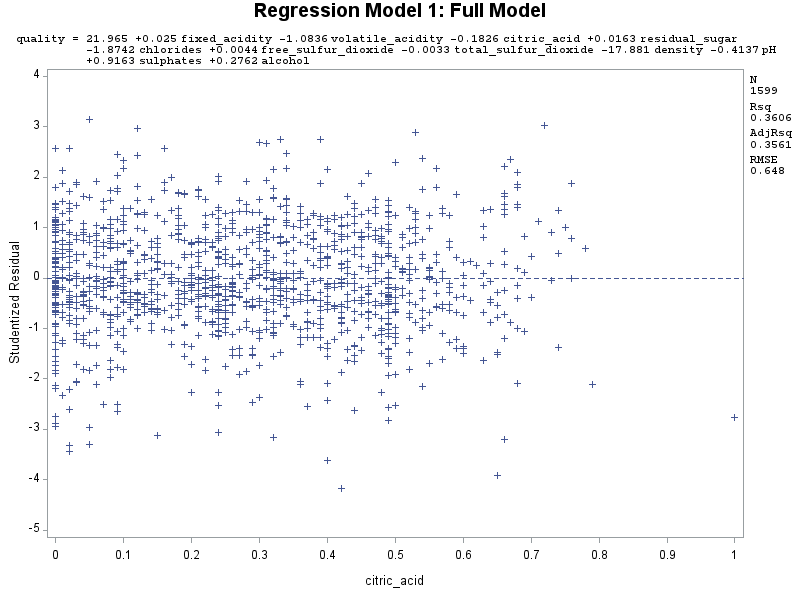 Regression Model 1: Full Model
quality = 21.965 +0.025 fixed_acidity -1.0836 volatile_acidity -0.1826 citric_acid +0.0163 residual_sugar
-1.8742 chlorides +0.0044 free_sulfur_dioxide -0.0033 total_sulfur_dioxide -17.881 density -0.4137 pH
+0.9163 sulphates +0.2762 alcohol
N
1599
Rsq
0.3606
AdjRsq
0.3561
RMSE
0.648
Studentized Residual
4
3
2
1
0
-1
-2
-3
-4
-5
0 0.1 0.2 0.3 0.4 0.5 0.6 0.7 0.8 0.9 1
citric_acid